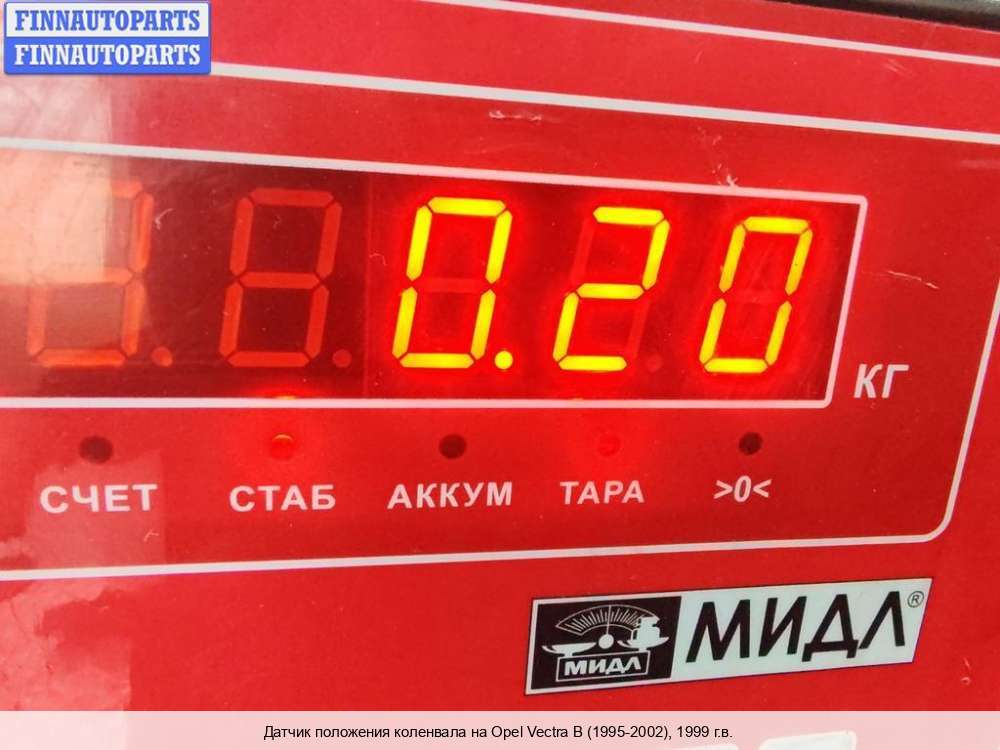 FINNAUTOPARTS
FINNAUTOPARTS
0.20
КГ
СЧЕТ СТАБ АККУМ ТАРА >0<
МИДЛ МИДЛ®
Датчик положения коленвала на Opel Vectra B (1995-2002), 1999 г.в.